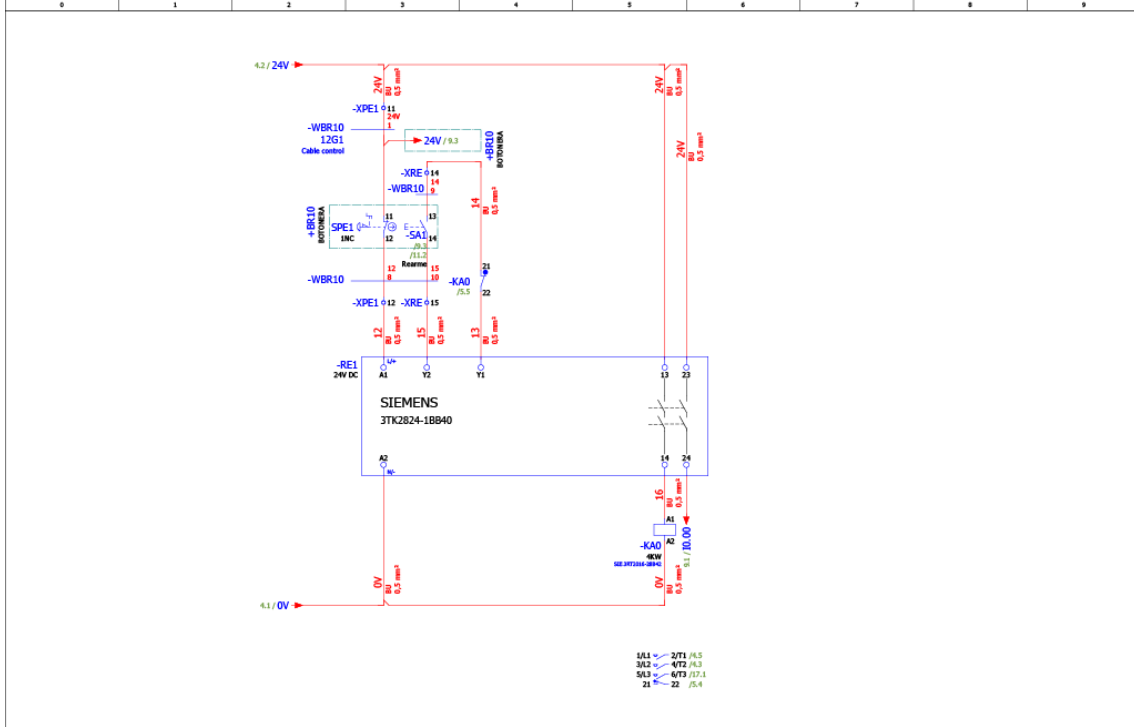 0 1 2 3 4 5 6 7 8 9
4.2 / 24V
24V
BU
0,5 mm²
24V
BU
0,5 mm²
24V
BU
0,5 mm²
-XPE1 11
24V
1
-WBR10
12G1
Cable control
24V / 9.3
+BR10
BOTONERA
-XRE 14
14
9
-WBR10
14
BU
0,5 mm²
+BR10
BOTONERA
SPE1
1NC
11
12
13
14
-SA1
/9.3
/11.2
Rearme
12
8
15
10
-WBR10
-KA0
/5.5
21
22
-XPE1 12
-XRE 15
12
BU
0,5 mm²
15
BU
0,5 mm²
13
BU
0,5 mm²
-RE1
24V DC
L/+
A1
Y2
Y1
13
23
SIEMENS
3TK2824-1BB40
A2
N/-
14
24
16
BU
0,5 mm²
A1
A2
-KA0
4KW
I0.00
9.1 /
0V
BU
0,5 mm²
0V
BU
0,5 mm²
4.1 / 0V
1/L1 2/T1 /4.5
3/L2 4/T2 /4.3
5/L3 6/T3 /17.1
21 22 /5.4